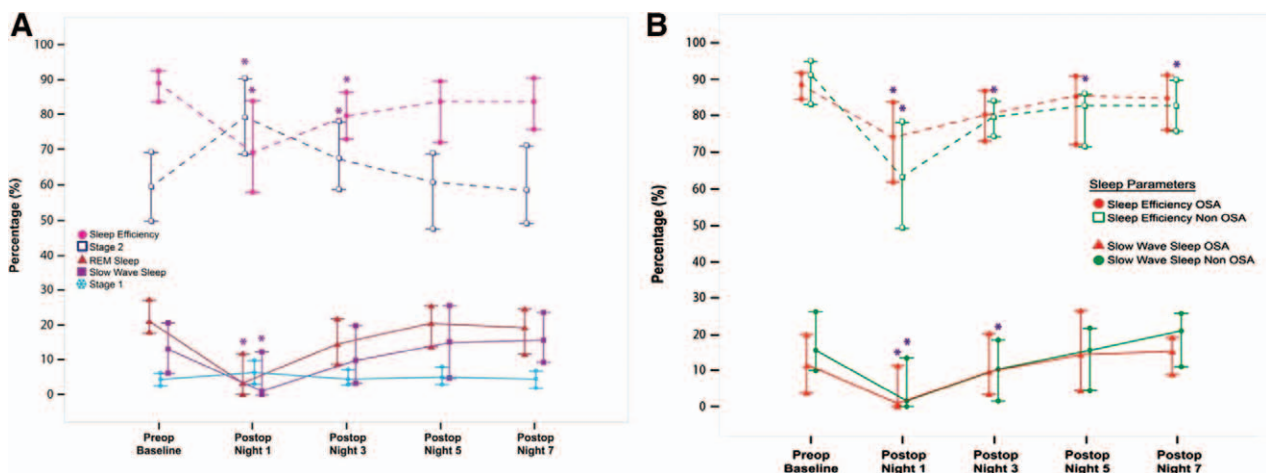 A
Percentage (%)
100
90
80
70
60
50
40
30
20
10
0
Sleep Efficiency
Stage 2
REM Sleep
Slow Wave Sleep
Stage 1
Preop
Baseline
Postop
Night 1
Postop
Night 3
Postop
Night 5
Postop
Night 7
B
Percentage (%)
100
90
80
70
60
50
40
30
20
10
0
Sleep Parameters
Sleep Efficiency OSA
Sleep Efficiency Non OSA
Slow Wave Sleep OSA
Slow Wave Sleep Non OSA
Preop
Baseline
Postop
Night 1
Postop
Night 3
Postop
Night 5
Postop
Night 7